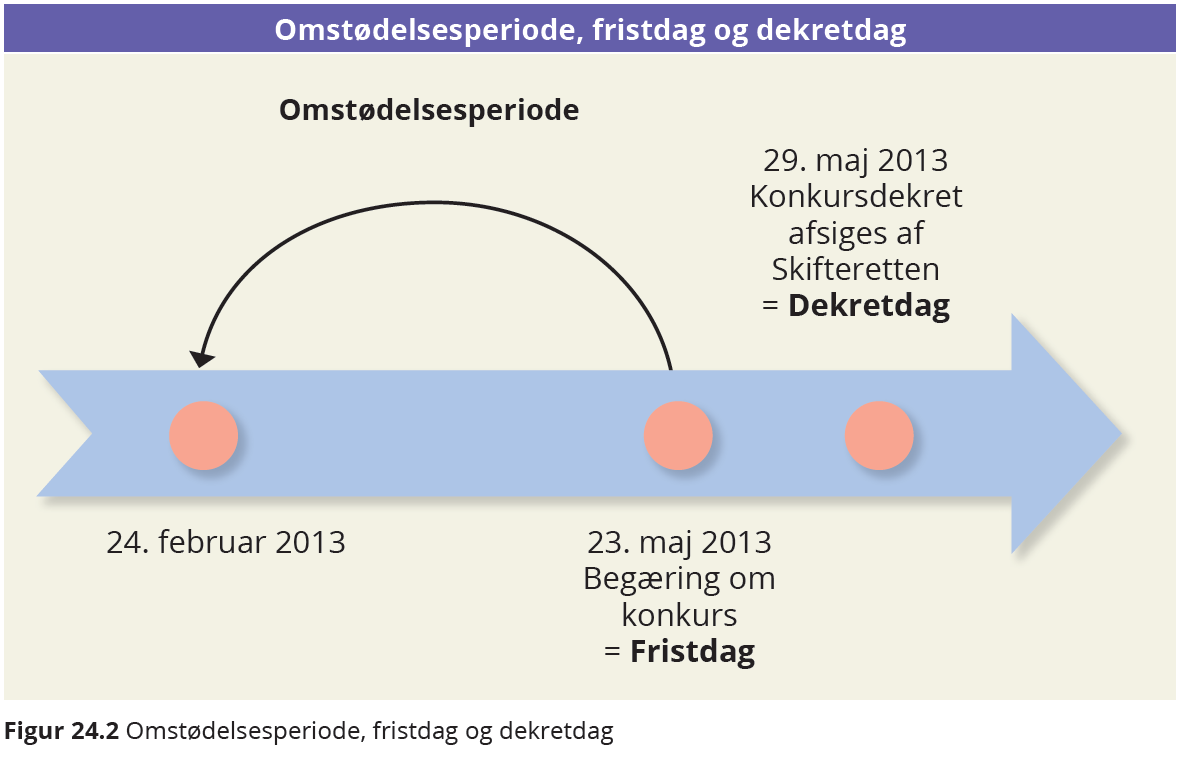 Omstødelsesperiode, fristdag og dekretdag
Omstødelsesperiode
29. maj 2013
Konkursdekret
afsiges af
Skifteretten
= Dekretdag
24. februar 2013
23. maj 2013
Begæring om
konkurs
= Fristdag
Figur 24.2 Omstødelsesperiode, fristdag og dekretdag